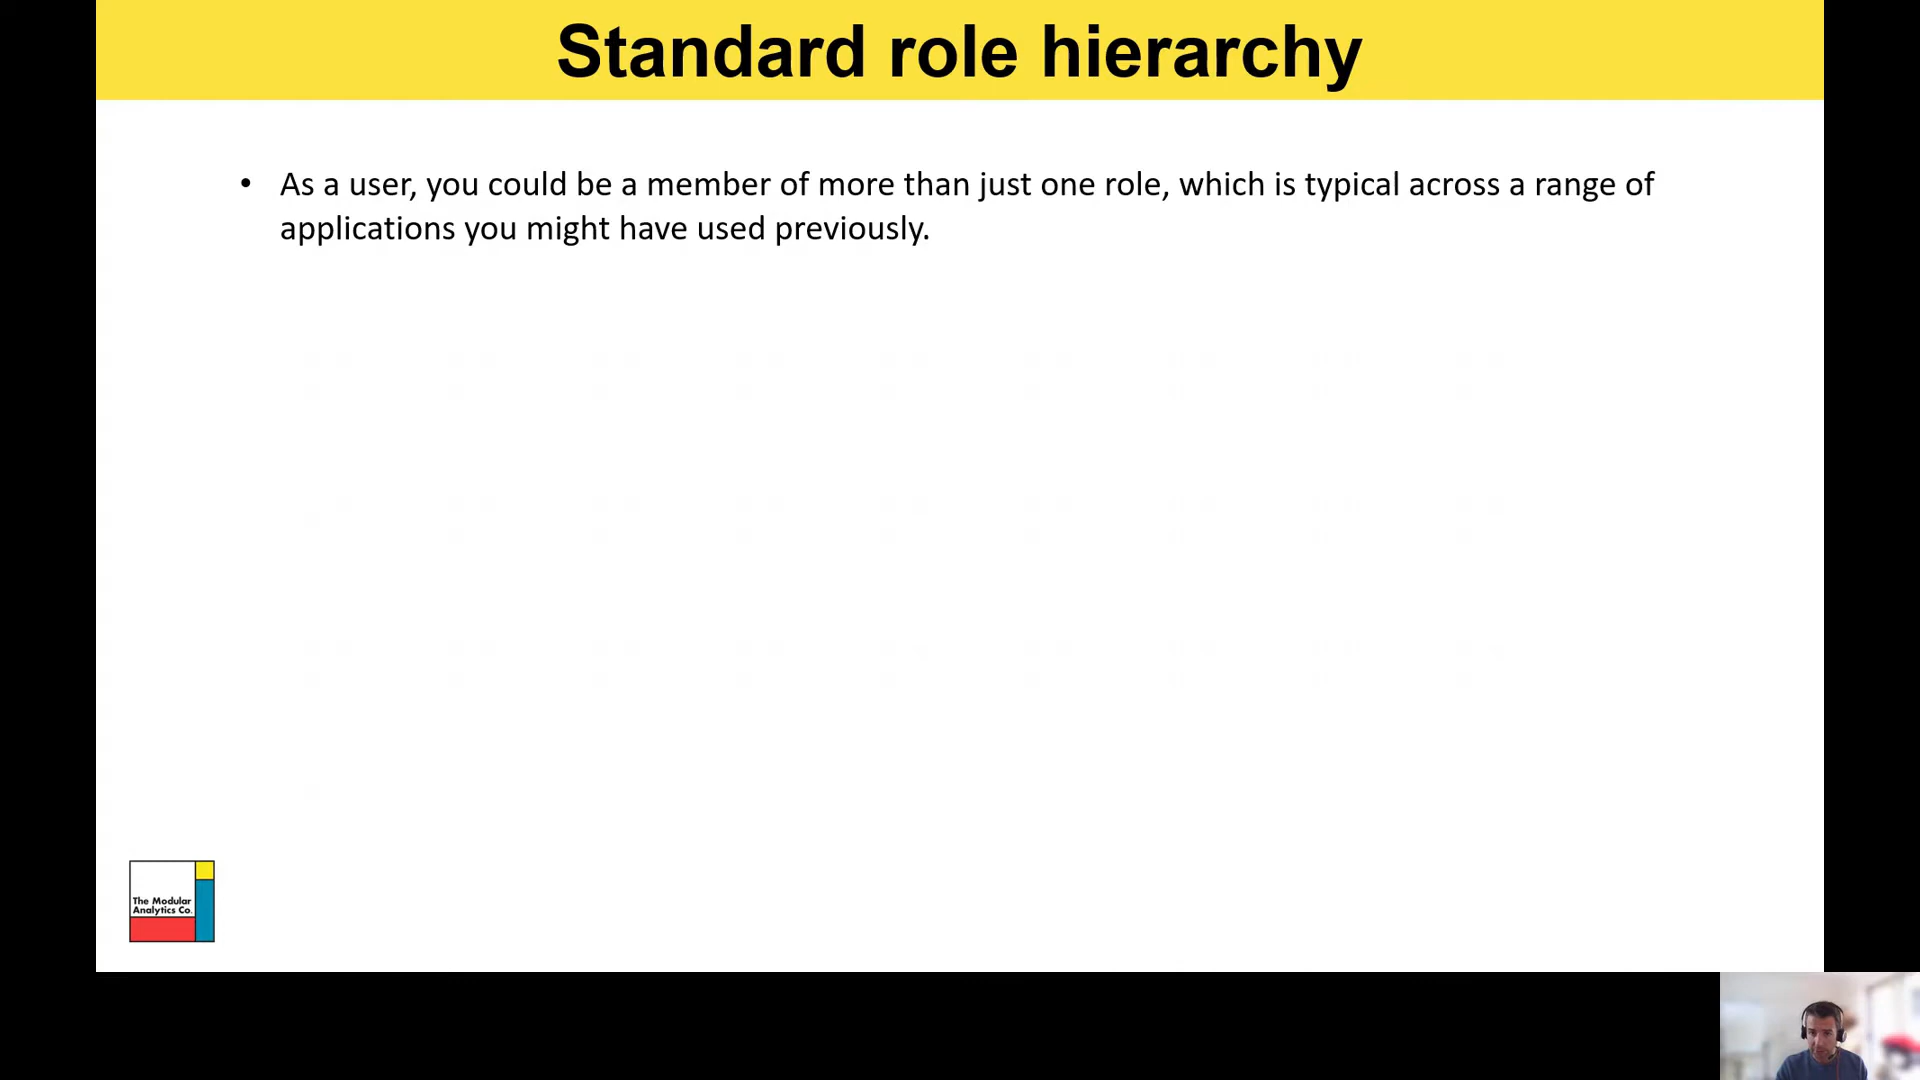 Standard role hierarchy
• As a user, you could be a member of more than just one role, which is typical across a range of
applications you might have used previously.
The Modular
Analytics Co.